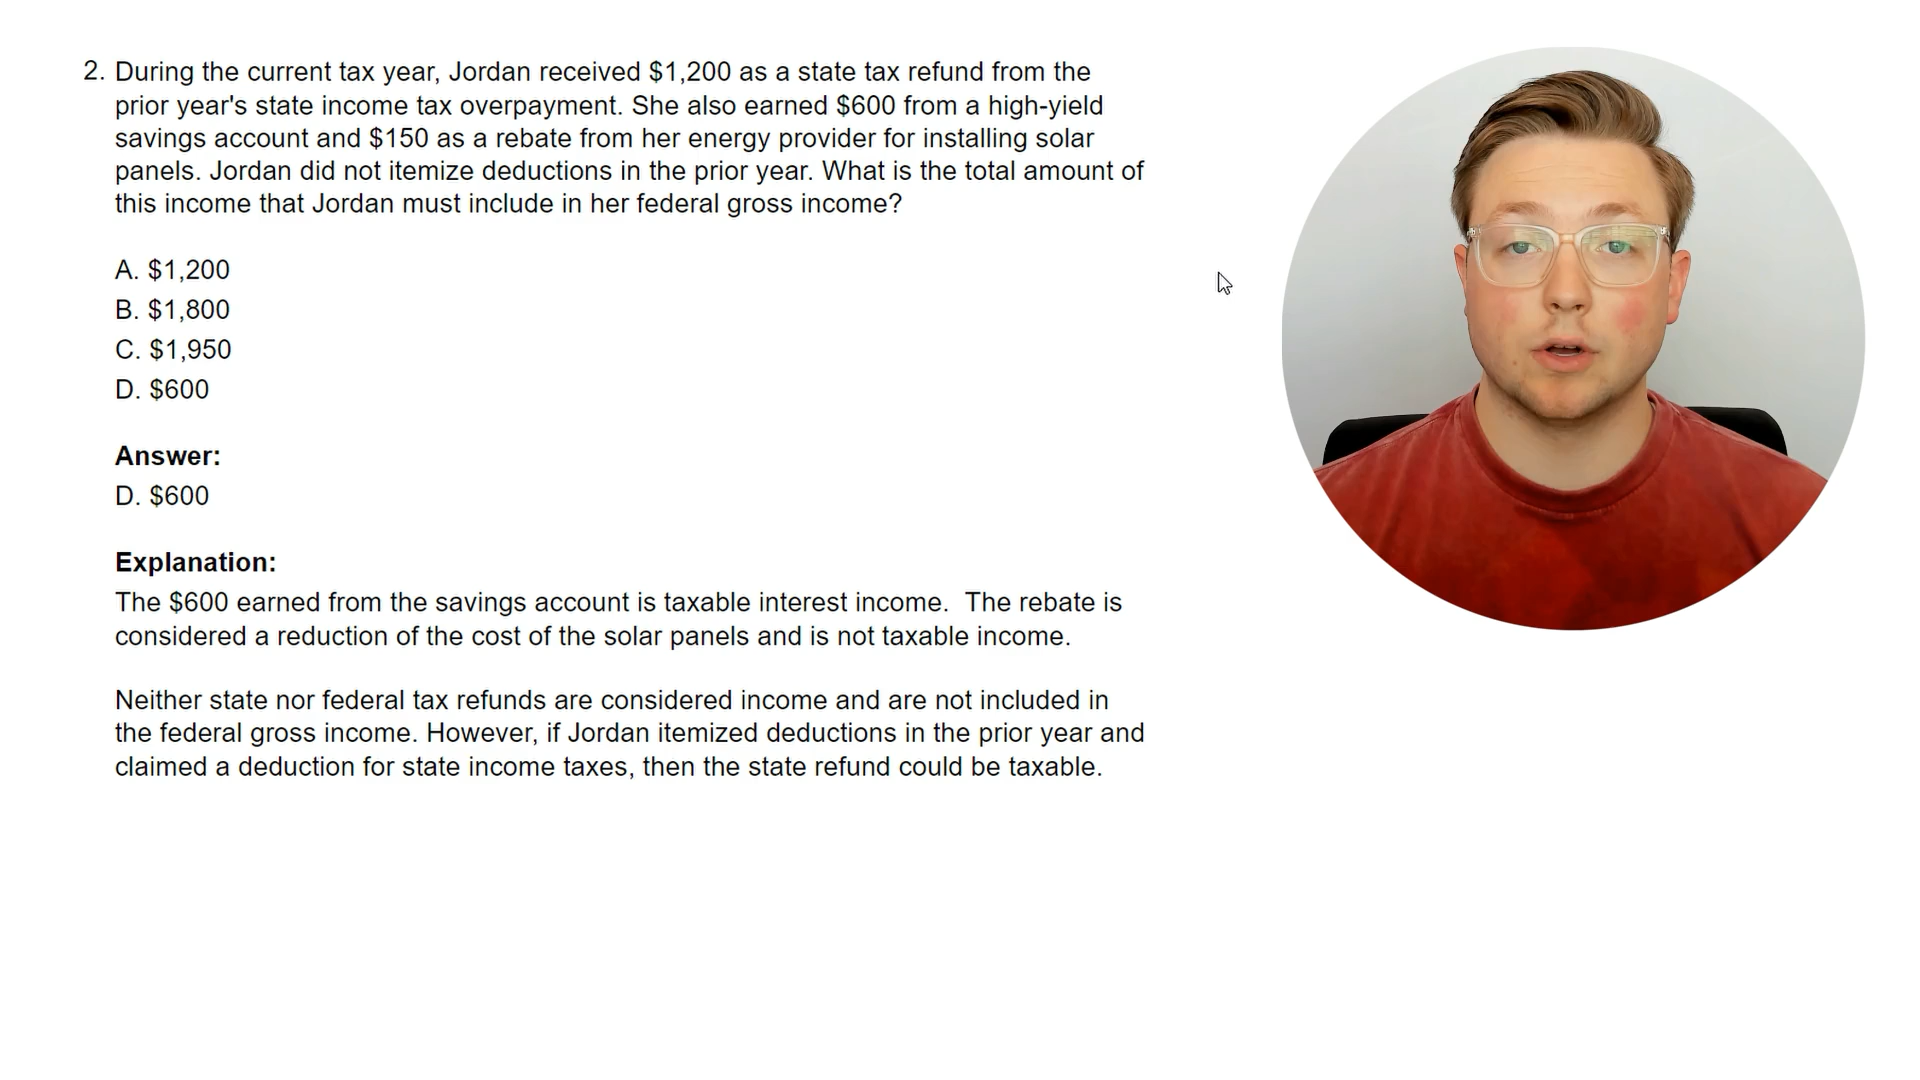 2. During the current tax year, Jordan received $1,200 as a state tax refund from the
prior year's state income tax overpayment. She also earned $600 from a high-yield
savings account and $150 as a rebate from her energy provider for installing solar
panels. Jordan did not itemize deductions in the prior year. What is the total amount of
this income that Jordan must include in her federal gross income?
A. $1,200
B. $1,800
C. $1,950
D. $600
Answer:
D. $600
Explanation:
The $600 earned from the savings account is taxable interest income.  The rebate is
considered a reduction of the cost of the solar panels and is not taxable income.
Neither state nor federal tax refunds are considered income and are not included in
the federal gross income. However, if Jordan itemized deductions in the prior year and
claimed a deduction for state income taxes, then the state refund could be taxable.